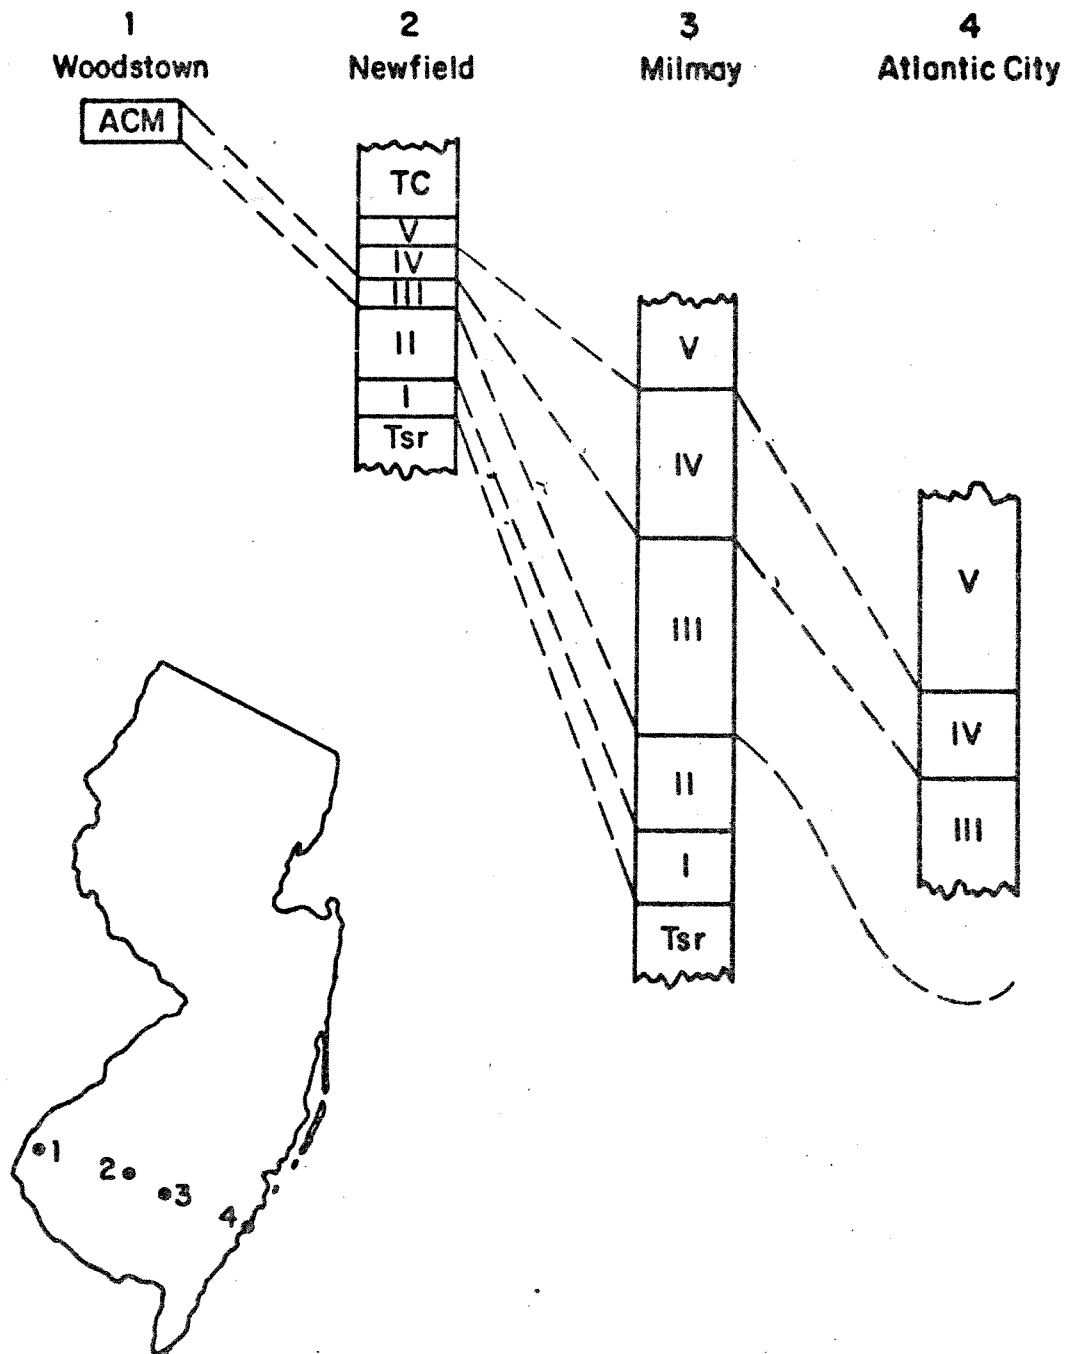 1 2 3 4
Woodstown Newfield Milmay Atlantic City
ACM
TC
V
IV
III
II
I
Tsr
V
IV
III
II
I
Tsr
V
IV
III
1
2
3
4